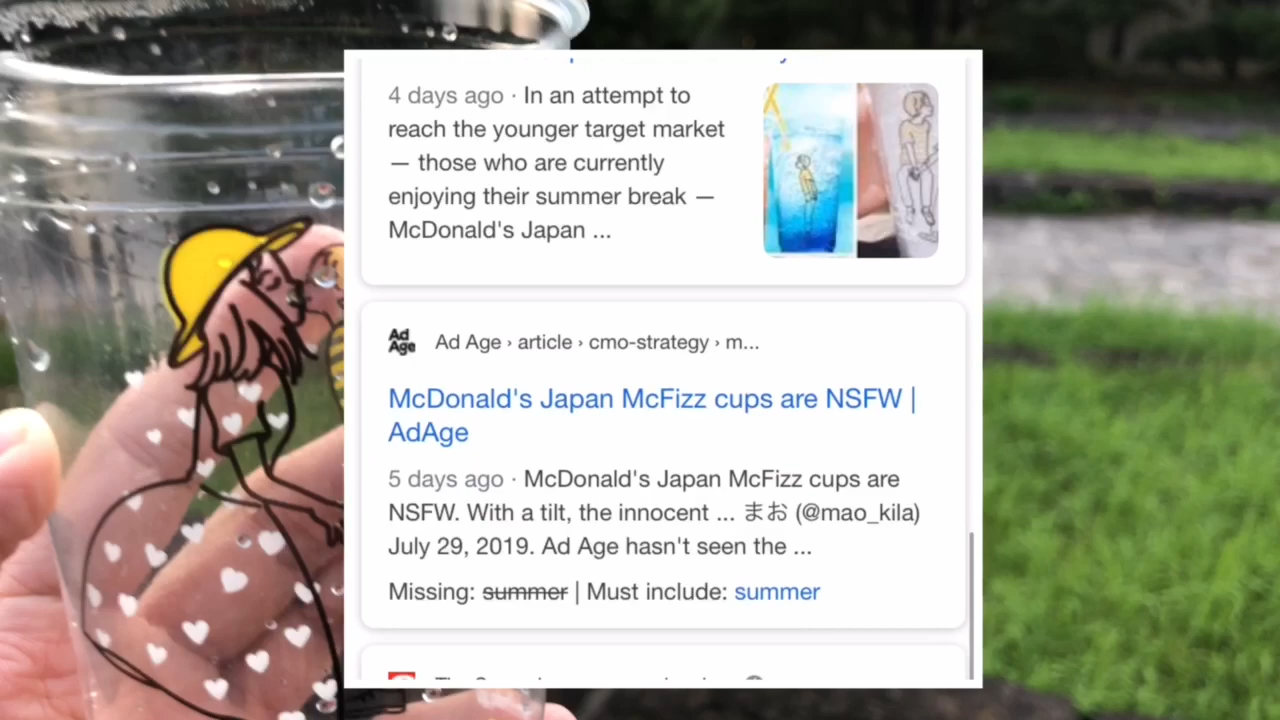 4 days ago · In an attempt to
reach the younger target market
— those who are currently
enjoying their summer break —
McDonald's Japan ...
Ad Age
Ad Age › article › cmo-strategy › m...
McDonald's Japan McFizz cups are NSFW |
AdAge
5 days ago · McDonald's Japan McFizz cups are
NSFW. With a tilt, the innocent ... まお (@mao_kila)
July 29, 2019. Ad Age hasn't seen the ...
Missing: summer | Must include: summer